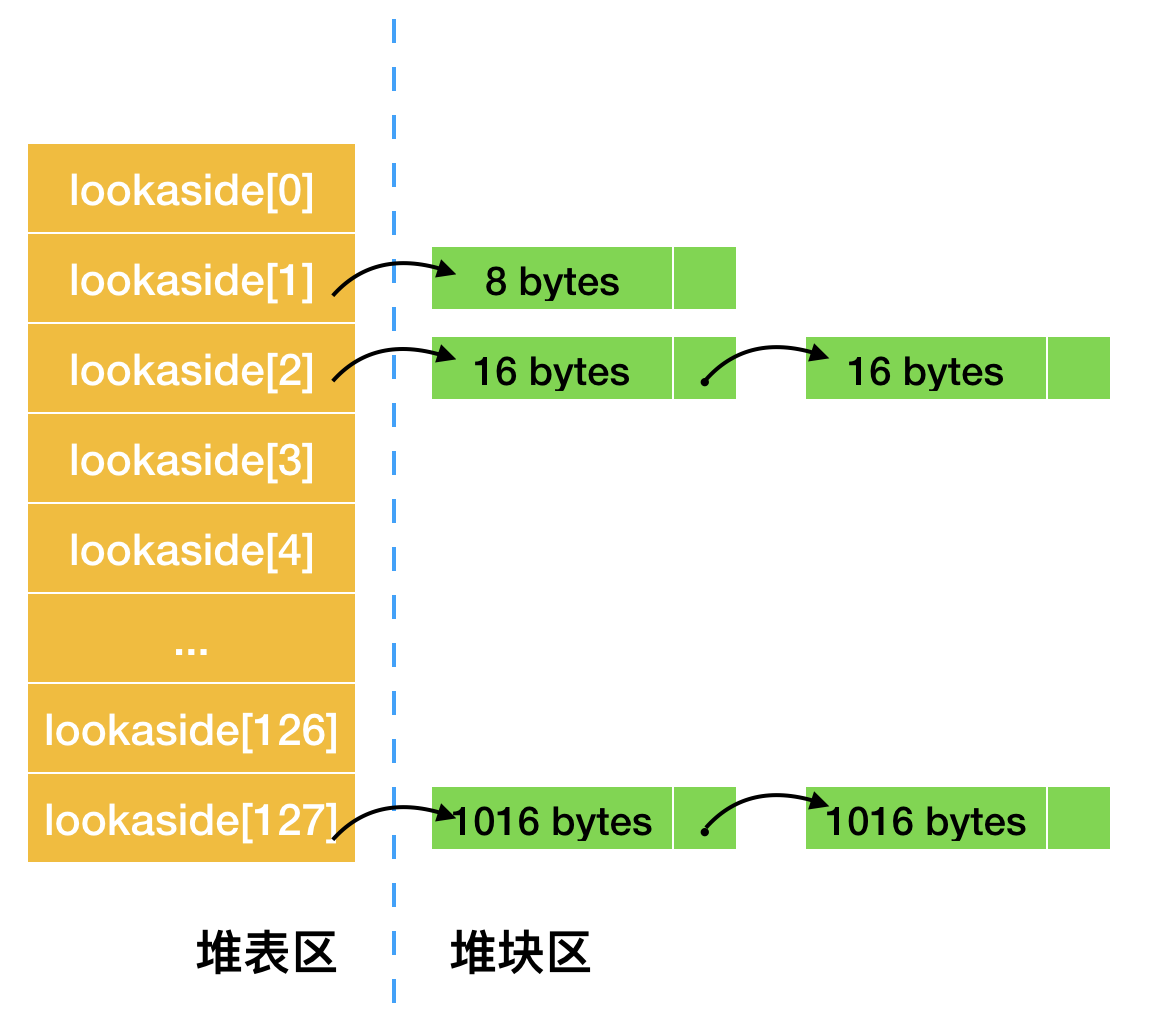 lookaside[0]
lookaside[1]
8 bytes
lookaside[2]
16 bytes
16 bytes
lookaside[3]
lookaside[4]
...
lookaside[126]
lookaside[127]
1016 bytes
1016 bytes
堆表区
堆块区